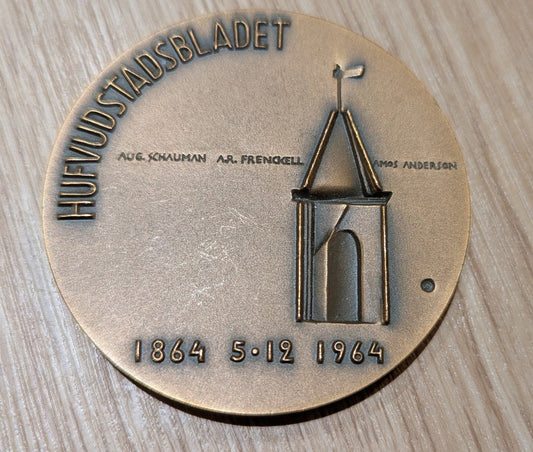 HUFVUDSTADSBLADET
AUG. SCHAUMAN A.R. FRENCKELL AMOS ANDERSON
1864 5·12 1964